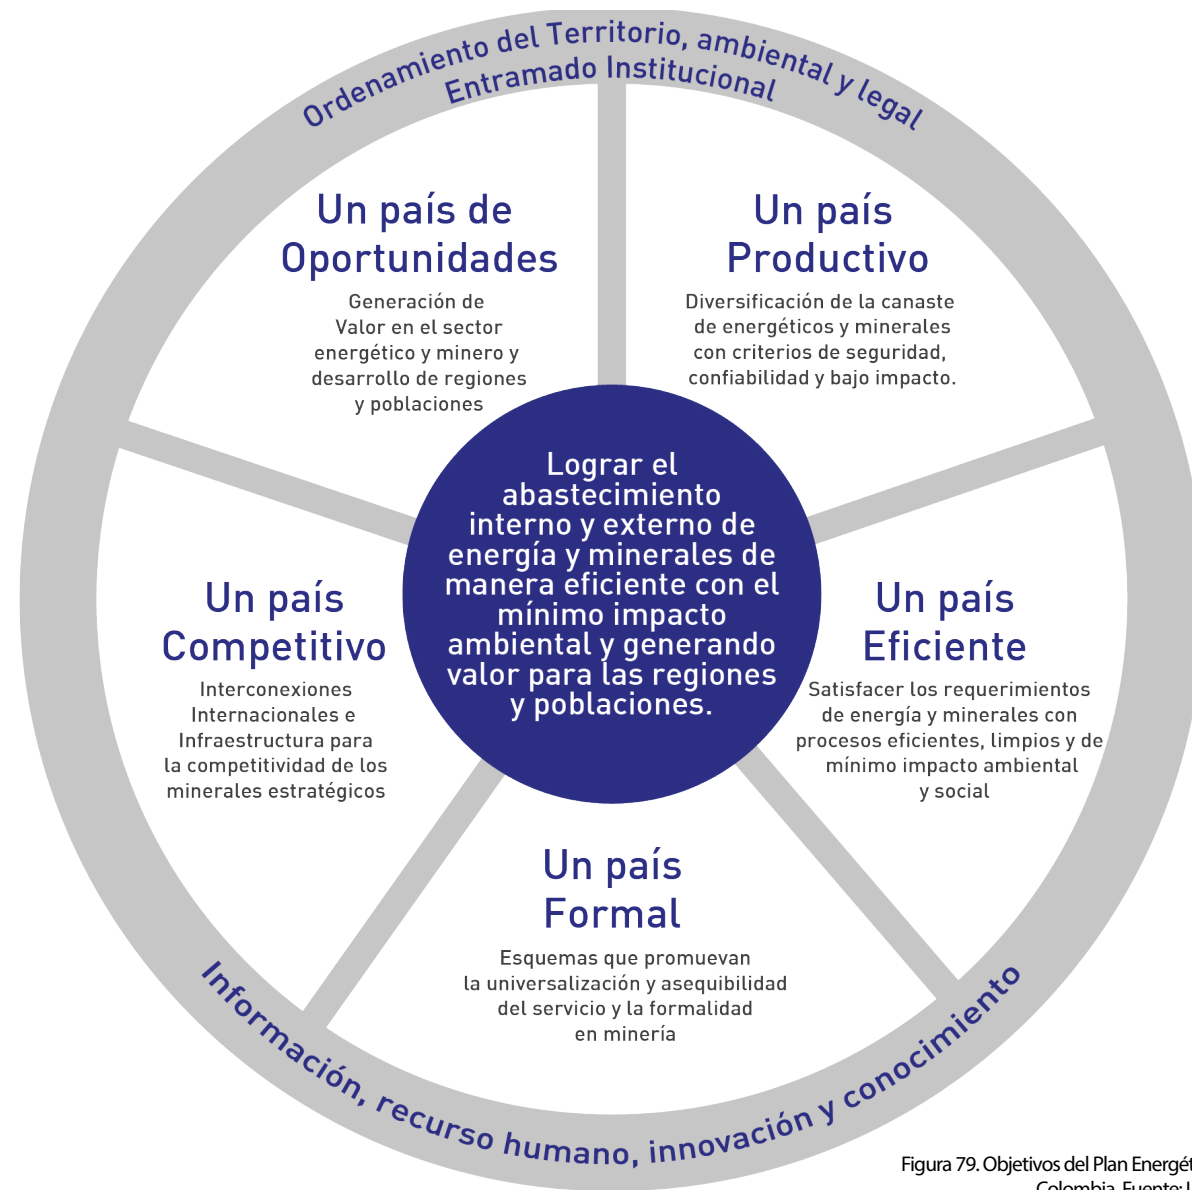 Ordenamiento del Territorio, ambiental y legal
Entramado Institucional
Un país de
Oportunidades
Generación de
Valor en el sector
energético y minero y
desarrollo de regiones
y poblaciones
Un país
Productivo
Diversificación de la canaste
de energéticos y minerales
con criterios de seguridad,
confiabilidad y bajo impacto.
Lograr el
abastecimiento
interno y externo de
energía y minerales de
manera eficiente con el
mínimo impacto
ambiental y generando
valor para las regiones
y poblaciones.
Un país
Competitivo
Interconexiones
Internacionales e
Infraestructura para
la competitividad de los
minerales estratégicos
Un país
Eficiente
Satisfacer los requerimientos
de energía y minerales con
procesos eficientes, limpios y de
mínimo impacto ambiental
y social
Un país
Formal
Esquemas que promuevan
la universalización y asequibilidad
del servicio y la formalidad
en minería
Información, recurso humano, innovación y conocimiento
Figura 79. Objetivos del Plan
Colombia. Fuente: